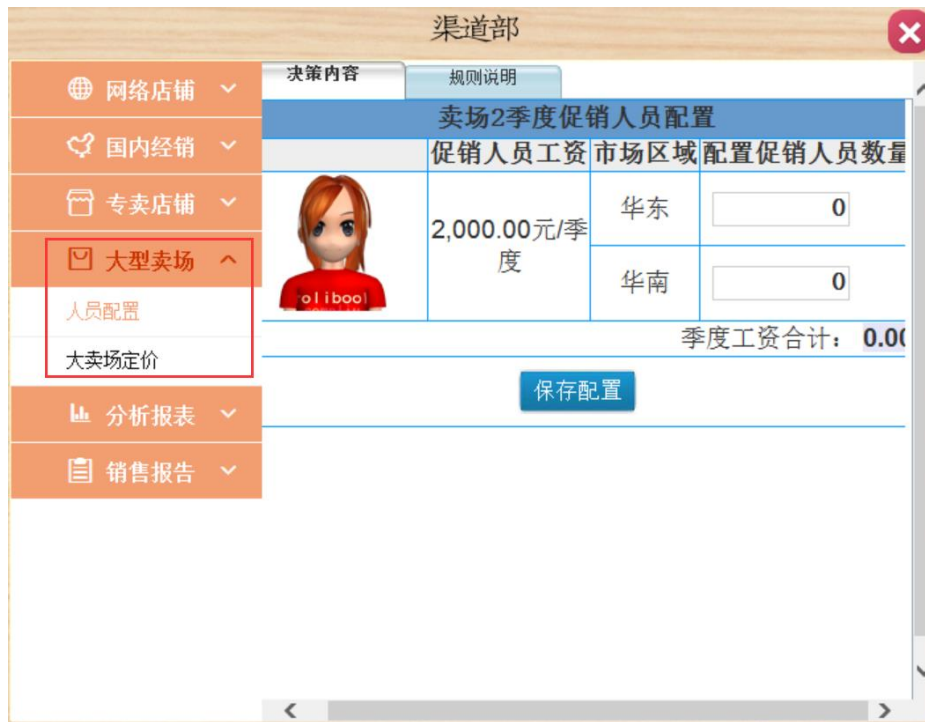 渠道部
网络店铺
国内经销
专卖店铺
大型卖场
人员配置
大卖场定价
分析报表
销售报告
决策内容 规则说明
卖场2季度促销人员配置
促销人员工资 市场区域 配置促销人员数量
2,000.00元/季
度
华东 0
华南 0
olibool
季度工资合计： 0.00
保存配置